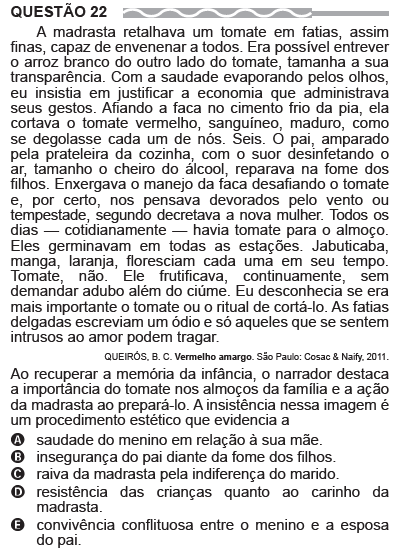 QUESTÃO 22
A madrasta retalhava um tomate em fatias, assim
finas, capaz de envenenar a todos. Era possível entrever
o arroz branco do outro lado do tomate, tamanha a sua
transparência. Com a saudade evaporando pelos olhos,
eu insistia em justificar a economia que administrava
seus gestos. Afiando a faca no cimento frio da pia, ela
cortava o tomate vermelho, sanguíneo, maduro, como
se degolasse cada um de nós. Seis. O pai, amparado
pela prateleira da cozinha, com o suor desinfetando o
ar, tamanho o cheiro do álcool, reparava na fome dos
filhos. Enxergava o manejo da faca desafiando o tomate
e, por certo, nos pensava devorados pelo vento ou
tempestade, segundo decretava a nova mulher. Todos os
dias — cotidianamente — havia tomate para o almoço.
Eles germinavam em todas as estações. Jabuticaba,
manga, laranja, floresciam cada uma em seu tempo.
Tomate, não. Ele frutificava, continuamente, sem
demandar adubo além do ciúme. Eu desconhecia se era
mais importante o tomate ou o ritual de cortá-lo. As fatias
delgadas escreviam um ódio e só aqueles que se sentem
intrusos ao amor podem tragar.
QUEIRÓS, B. C. Vermelho amargo. São Paulo: Cosac & Naify, 2011.
Ao recuperar a memória da infância, o narrador destaca
a importância do tomate nos almoços da família e a ação
da madrasta ao prepará-lo. A insistência nessa imagem é
um procedimento estético que evidencia a
A saudade do menino em relação à sua mãe.
B insegurança do pai diante da fome dos filhos.
C raiva da madrasta pela indiferença do marido.
D resistência das crianças quanto ao carinho da
madrasta.
E convivência conflituosa entre o menino e a esposa
do pai.